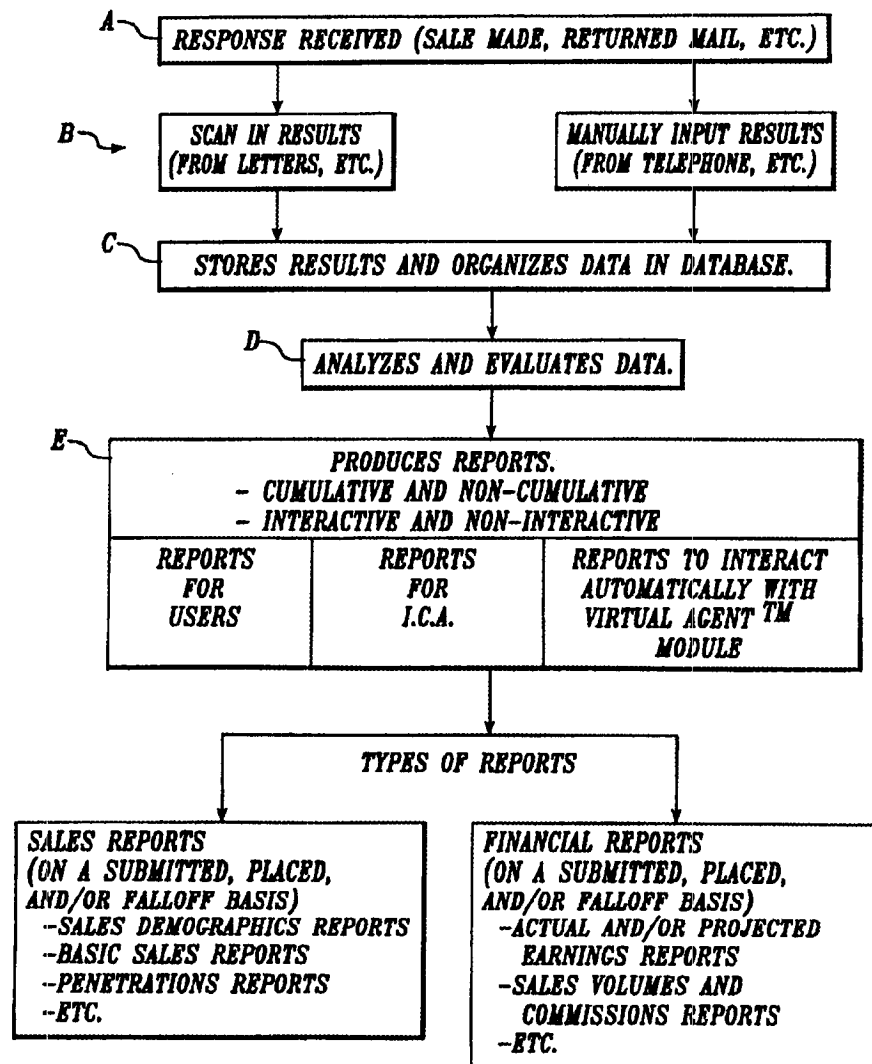 A
RESPONSE RECEIVED (SALE MADE, RETURNED MAIL, ETC.)
B
SCAN IN RESULTS
(FROM LETTERS, ETC.)
MANUALLY INPUT RESULTS
(FROM TELEPHONE, ETC.)
C
STORES RESULTS AND ORGANIZES DATA IN DATABASE.
D
ANALYZES AND EVALUATES DATA.
E
PRODUCES REPORTS.
- CUMULATIVE AND NON-CUMULATIVE
- INTERACTIVE AND NON-INTERACTIVE
REPORTS
FOR
USERS
REPORTS
FOR
I.C.A.
REPORTS TO INTERACT
AUTOMATICALLY WITH
VIRTUAL AGENT TM
MODULE
TYPES OF REPORTS
SALES REPORTS
(ON A SUBMITTED, PLACED,
AND/OR FALLOFF BASIS)
--SALES DEMOGRAPHICS REPORTS
--BASIC SALES REPORTS
--PENETRATIONS REPORTS
--ETC.
FINANCIAL REPORTS
(ON A SUBMITTED, PLACED,
AND/OR FALLOFF BASIS)
--ACTUAL AND/OR PROJECTED
EARNINGS REPORTS
--SALES VOLUMES AND
COMMISSIONS REPORTS
--ETC.